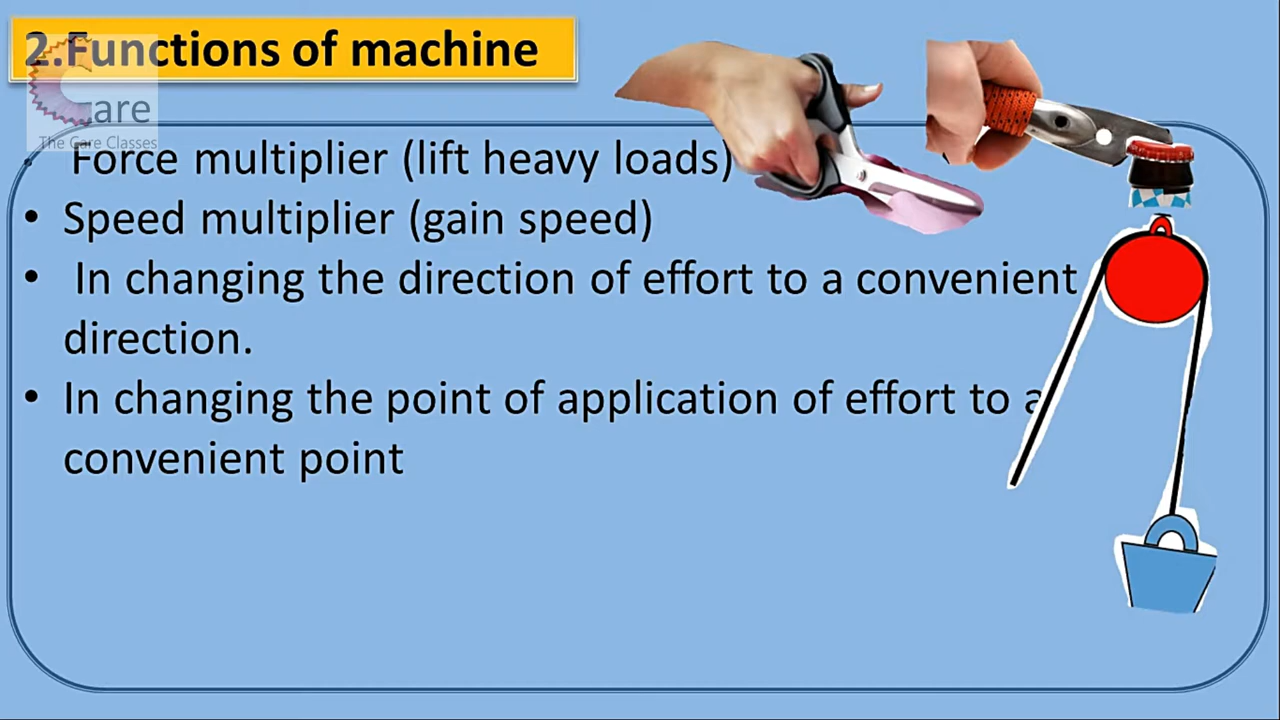 2.Functions of machine
Care
The Care Classes
• Force multiplier (lift heavy loads)
• Speed multiplier (gain speed)
• In changing the direction of effort to a convenient
direction.
• In changing the point of application of effort to a
convenient point